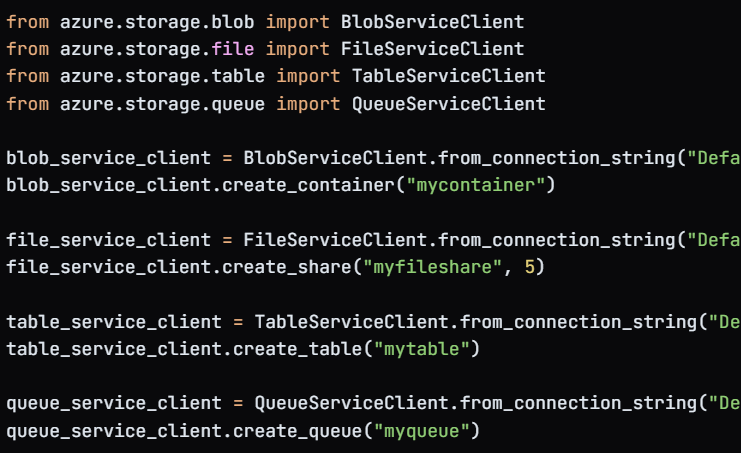 from azure.storage.blob import BlobServiceClient
from azure.storage.file import FileServiceClient
from azure.storage.table import TableServiceClient
from azure.storage.queue import QueueServiceClient
blob_service_client = BlobServiceClient.from_connection_string("Defa
blob_service_client.create_container("mycontainer")
file_service_client = FileServiceClient.from_connection_string("Defa
file_service_client.create_share("myfileshare", 5)
table_service_client = TableServiceClient.from_connection_string("De
table_service_client.create_table("mytable")
queue_service_client = QueueServiceClient.from_connection_string("De
queue_service_client.create_queue("myqueue")